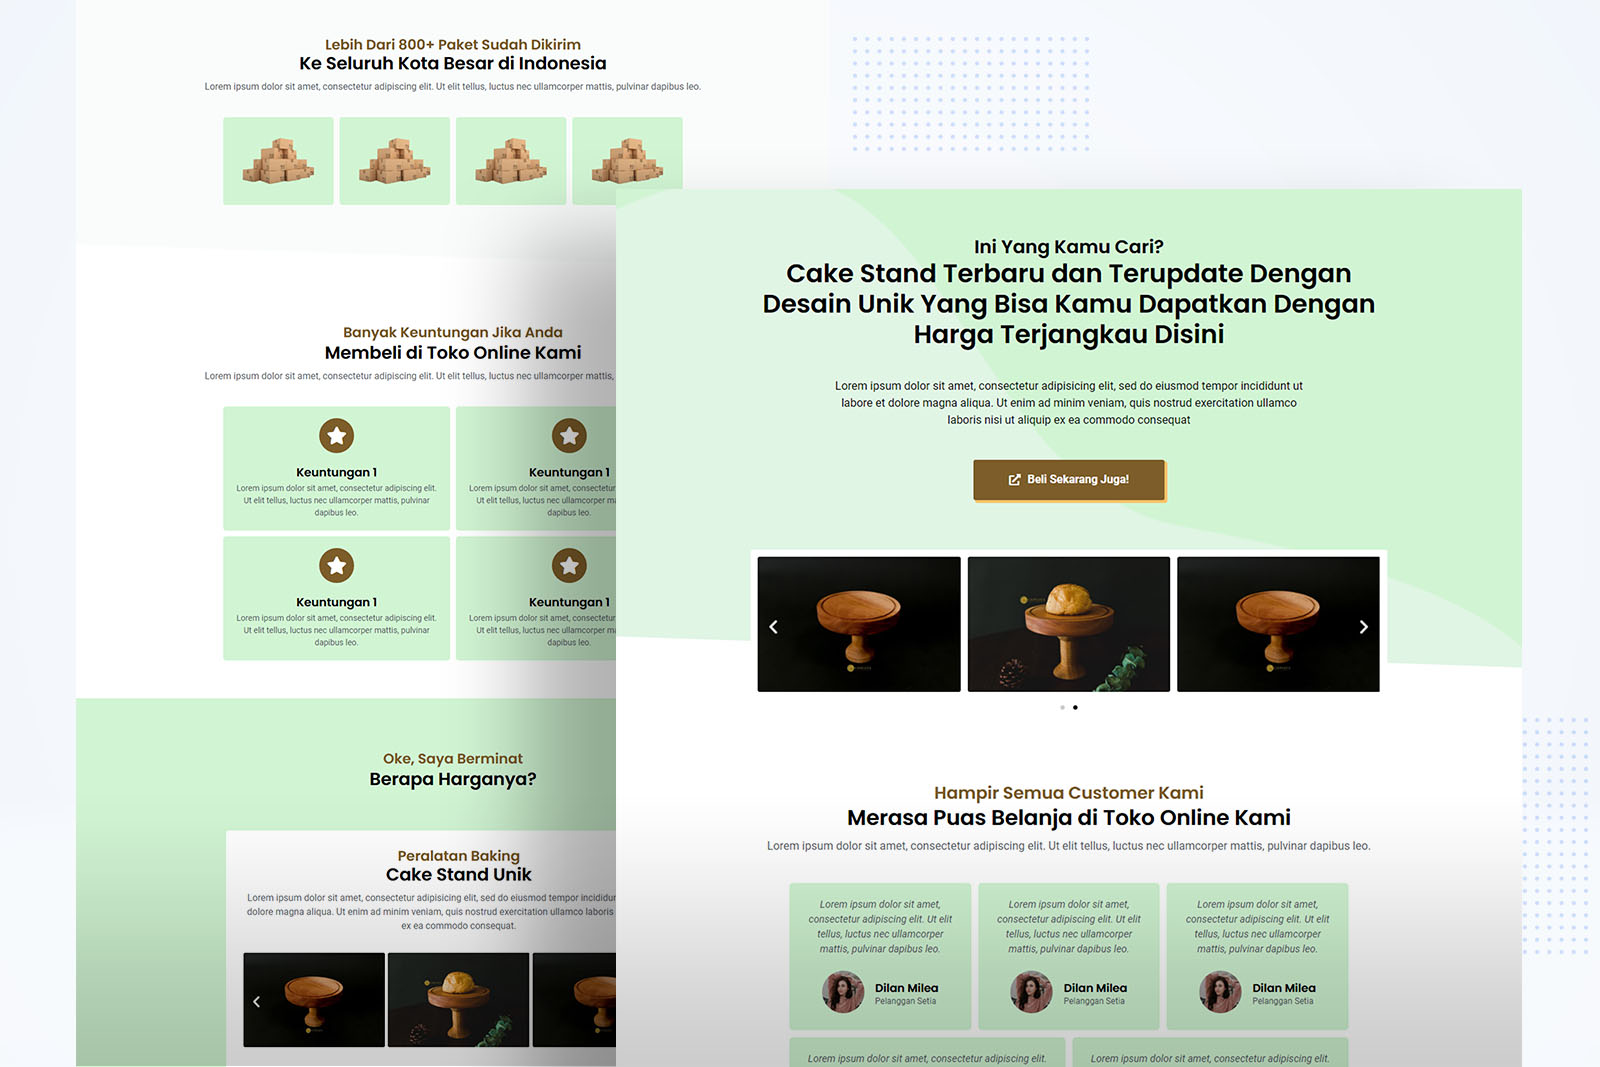 Lebih Dari 800+ Paket Sudah Dikirim
Ke Seluruh Kota Besar di Indonesia
Lorem ipsum dolor sit amet, consectetur adipiscing elit. Ut elit tellus, luctus nec ullamcorper mattis, pulvinar dapibus leo.
Banyak Keuntungan Jika Anda
Membeli di Toko Online Kami
Lorem ipsum dolor sit amet, consectetur adipiscing elit. Ut elit tellus, luctus nec ullamcorper mattis,
Keuntungan 1
Lorem ipsum dolor sit amet, consectetur adipiscing elit.
Ut elit tellus, luctus nec ullamcorper mattis, pulvinar
dapibus leo.
Keuntungan 1
Lorem ipsum dolor sit amet, consectetur
Ut elit tellus, luctus nec ullamcorper
dapibus leo.
Keuntungan 1
Lorem ipsum dolor sit amet, consectetur adipiscing elit.
Ut elit tellus, luctus nec ullamcorper mattis, pulvinar
dapibus leo.
Keuntungan 1
Lorem ipsum dolor sit amet, consectetur
Ut elit tellus, luctus nec ullamcorper
dapibus leo.
Oke, Saya Berminat
Berapa Harganya?
Peralatan Baking
Cake Stand Unik
Lorem ipsum dolor sit amet, consectetur adipisicing elit, sed do eiusmod tempor
dolore magna aliqua. Ut enim ad minim veniam, quis nostrud exercitation ullamco laboris
ex ea commodo consequat.
Ini Yang Kamu Cari?
Cake Stand Terbaru dan Terupdate Dengan
Desain Unik Yang Bisa Kamu Dapatkan Dengan
Harga Terjangkau Disini
Lorem ipsum dolor sit amet, consectetur adipisicing elit, sed do eiusmod tempor incididunt ut
labore et dolore magna aliqua. Ut enim ad minim veniam, quis nostrud exercitation ullamco
laboris nisi ut aliquip ex ea commodo consequat
Beli Sekarang Juga!
Hampir Semua Customer Kami
Merasa Puas Belanja di Toko Online Kami
Lorem ipsum dolor sit amet, consectetur adipiscing elit. Ut elit tellus, luctus nec ullamcorper mattis, pulvinar dapibus leo.
Lorem ipsum dolor sit amet,
consectetur adipiscing elit. Ut elit
tellus, luctus nec ullamcorper
mattis, pulvinar dapibus leo.
Dilan Milea
Pelanggan Setia
Lorem ipsum dolor sit amet,
consectetur adipiscing elit. Ut elit
tellus, luctus nec ullamcorper
mattis, pulvinar dapibus leo.
Dilan Milea
Pelanggan Setia
Lorem ipsum dolor sit amet,
consectetur adipiscing elit. Ut elit
tellus, luctus nec ullamcorper
mattis, pulvinar dapibus leo.
Dilan Milea
Pelanggan Setia
Lorem ipsum dolor sit amet, consectetur adipiscing elit.
Lorem ipsum dolor sit amet, consectetur adipiscing elit.